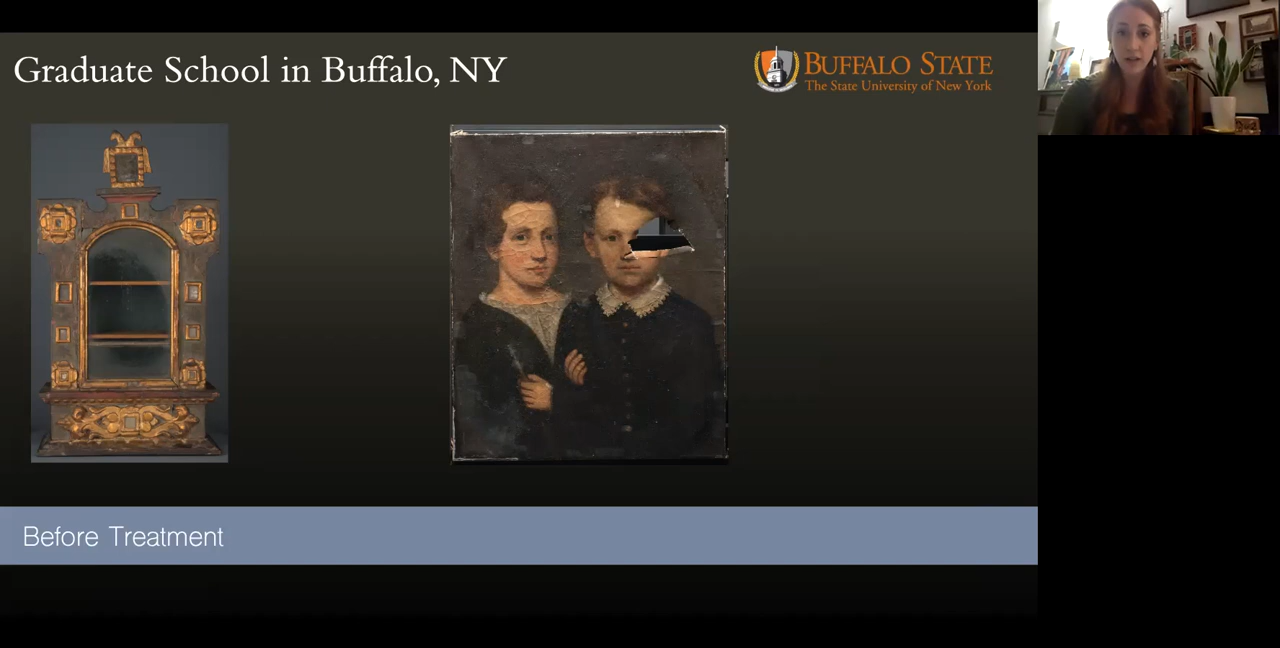 Graduate School in Buffalo, NY
BUFFALO STATE
The State University of New York
Before Treatment